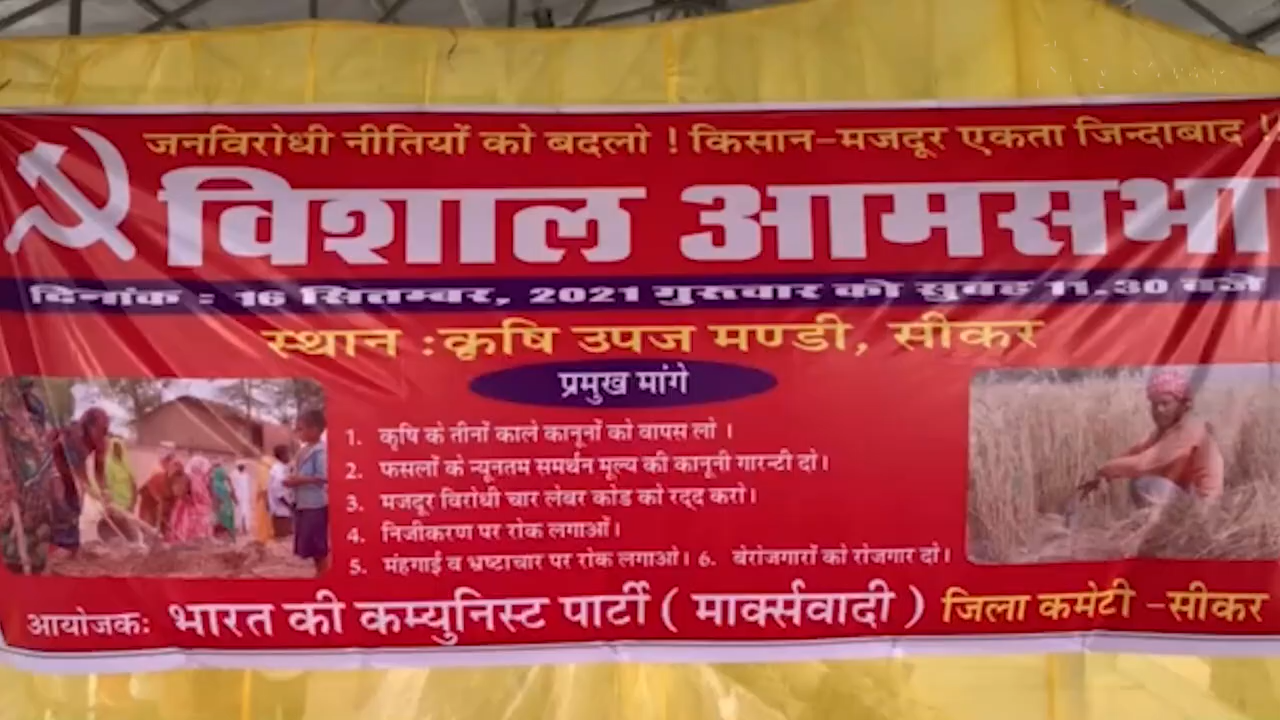 जनविरोधी नीतियों को बदलो ! किसान-मजदूर एकता जिन्दाबाद !
विशाल आमसभा
दिनांक : 16 सितम्बर, 2021 गुरूवार को सुबह 11.30 बजे
स्थान : कृषि उपज मण्डी, सीकर
प्रमुख मांगे
1. कृषि के तीनों काले कानूनों को वापस लो ।
2. फसलों के न्यूनतम समर्थन मूल्य की कानूनी गारन्टी दो।
3. मजदूर विरोधी चार लेबर कोड को रद्द करो।
4. निजीकरण पर रोक लगाओं।
5. मंहगाई व भ्रष्टाचार पर रोक लगाओ। 6. बेरोजगारों को रोजगार दो।
आयोजक: भारत की कम्युनिस्ट पार्टी ( मार्क्सवादी ) जिला कमेटी -सीकर